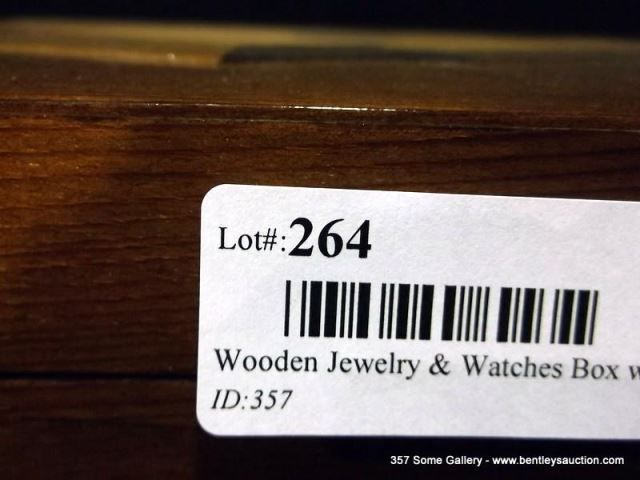 Lot#:264
Wooden Jewelry & Watches Box
ID:357
357 Some Gallery - www.bentleysauction.com